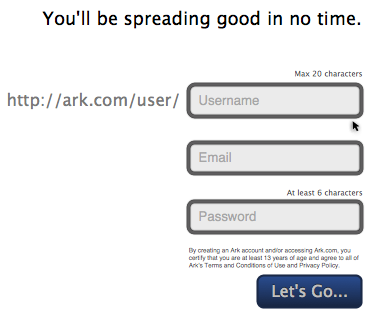 You'll be spreading good in no time.
Max 20 characters
http://ark.com/user/ Username
Email
At least 6 characters
Password
By creating an Ark account and/or accessing Ark.com, you
certify that you are at least 13 years of age and agree to all of
Ark's Terms and Conditions of Use and Privacy Policy.
Let's Go...